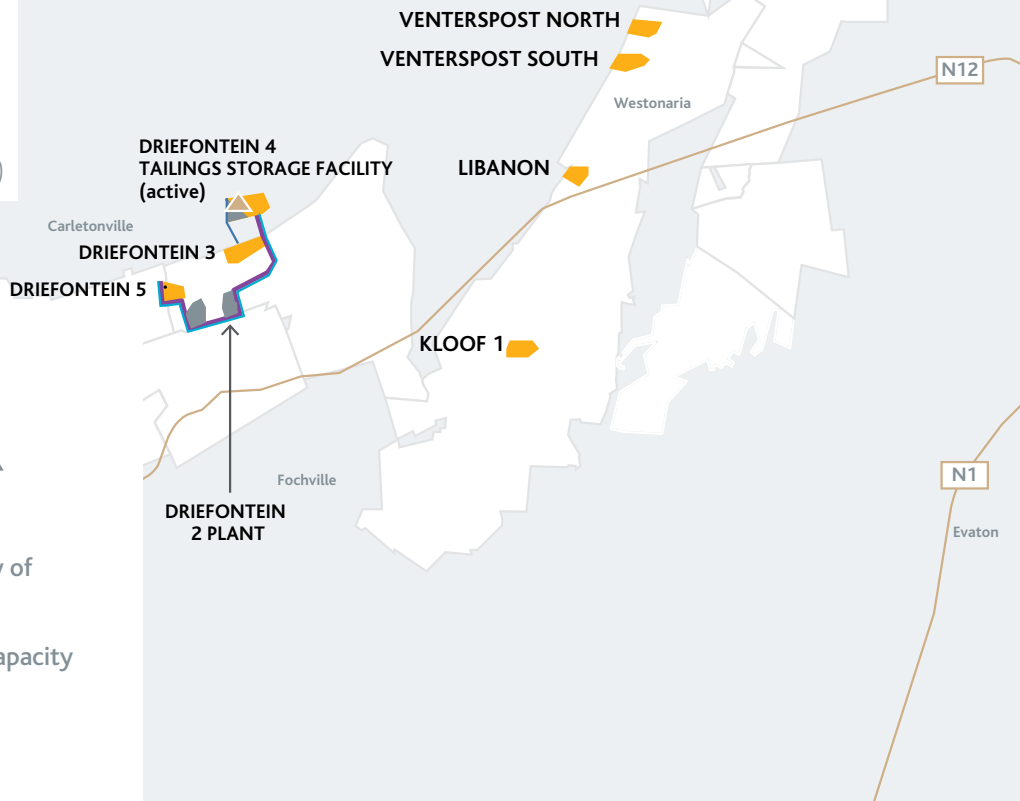 VENTERSPOST NORTH
VENTERSPOST SOUTH
N12
Westonaria
DRIEFONTEIN 4
TAILINGS STORAGE FACILITY
(active)
LIBANON
Carletonville
DRIEFONTEIN 3
DRIEFONTEIN 5
KLOOF 1
N1
Fochville
DRIEFONTEIN
2 PLANT
Evaton
of